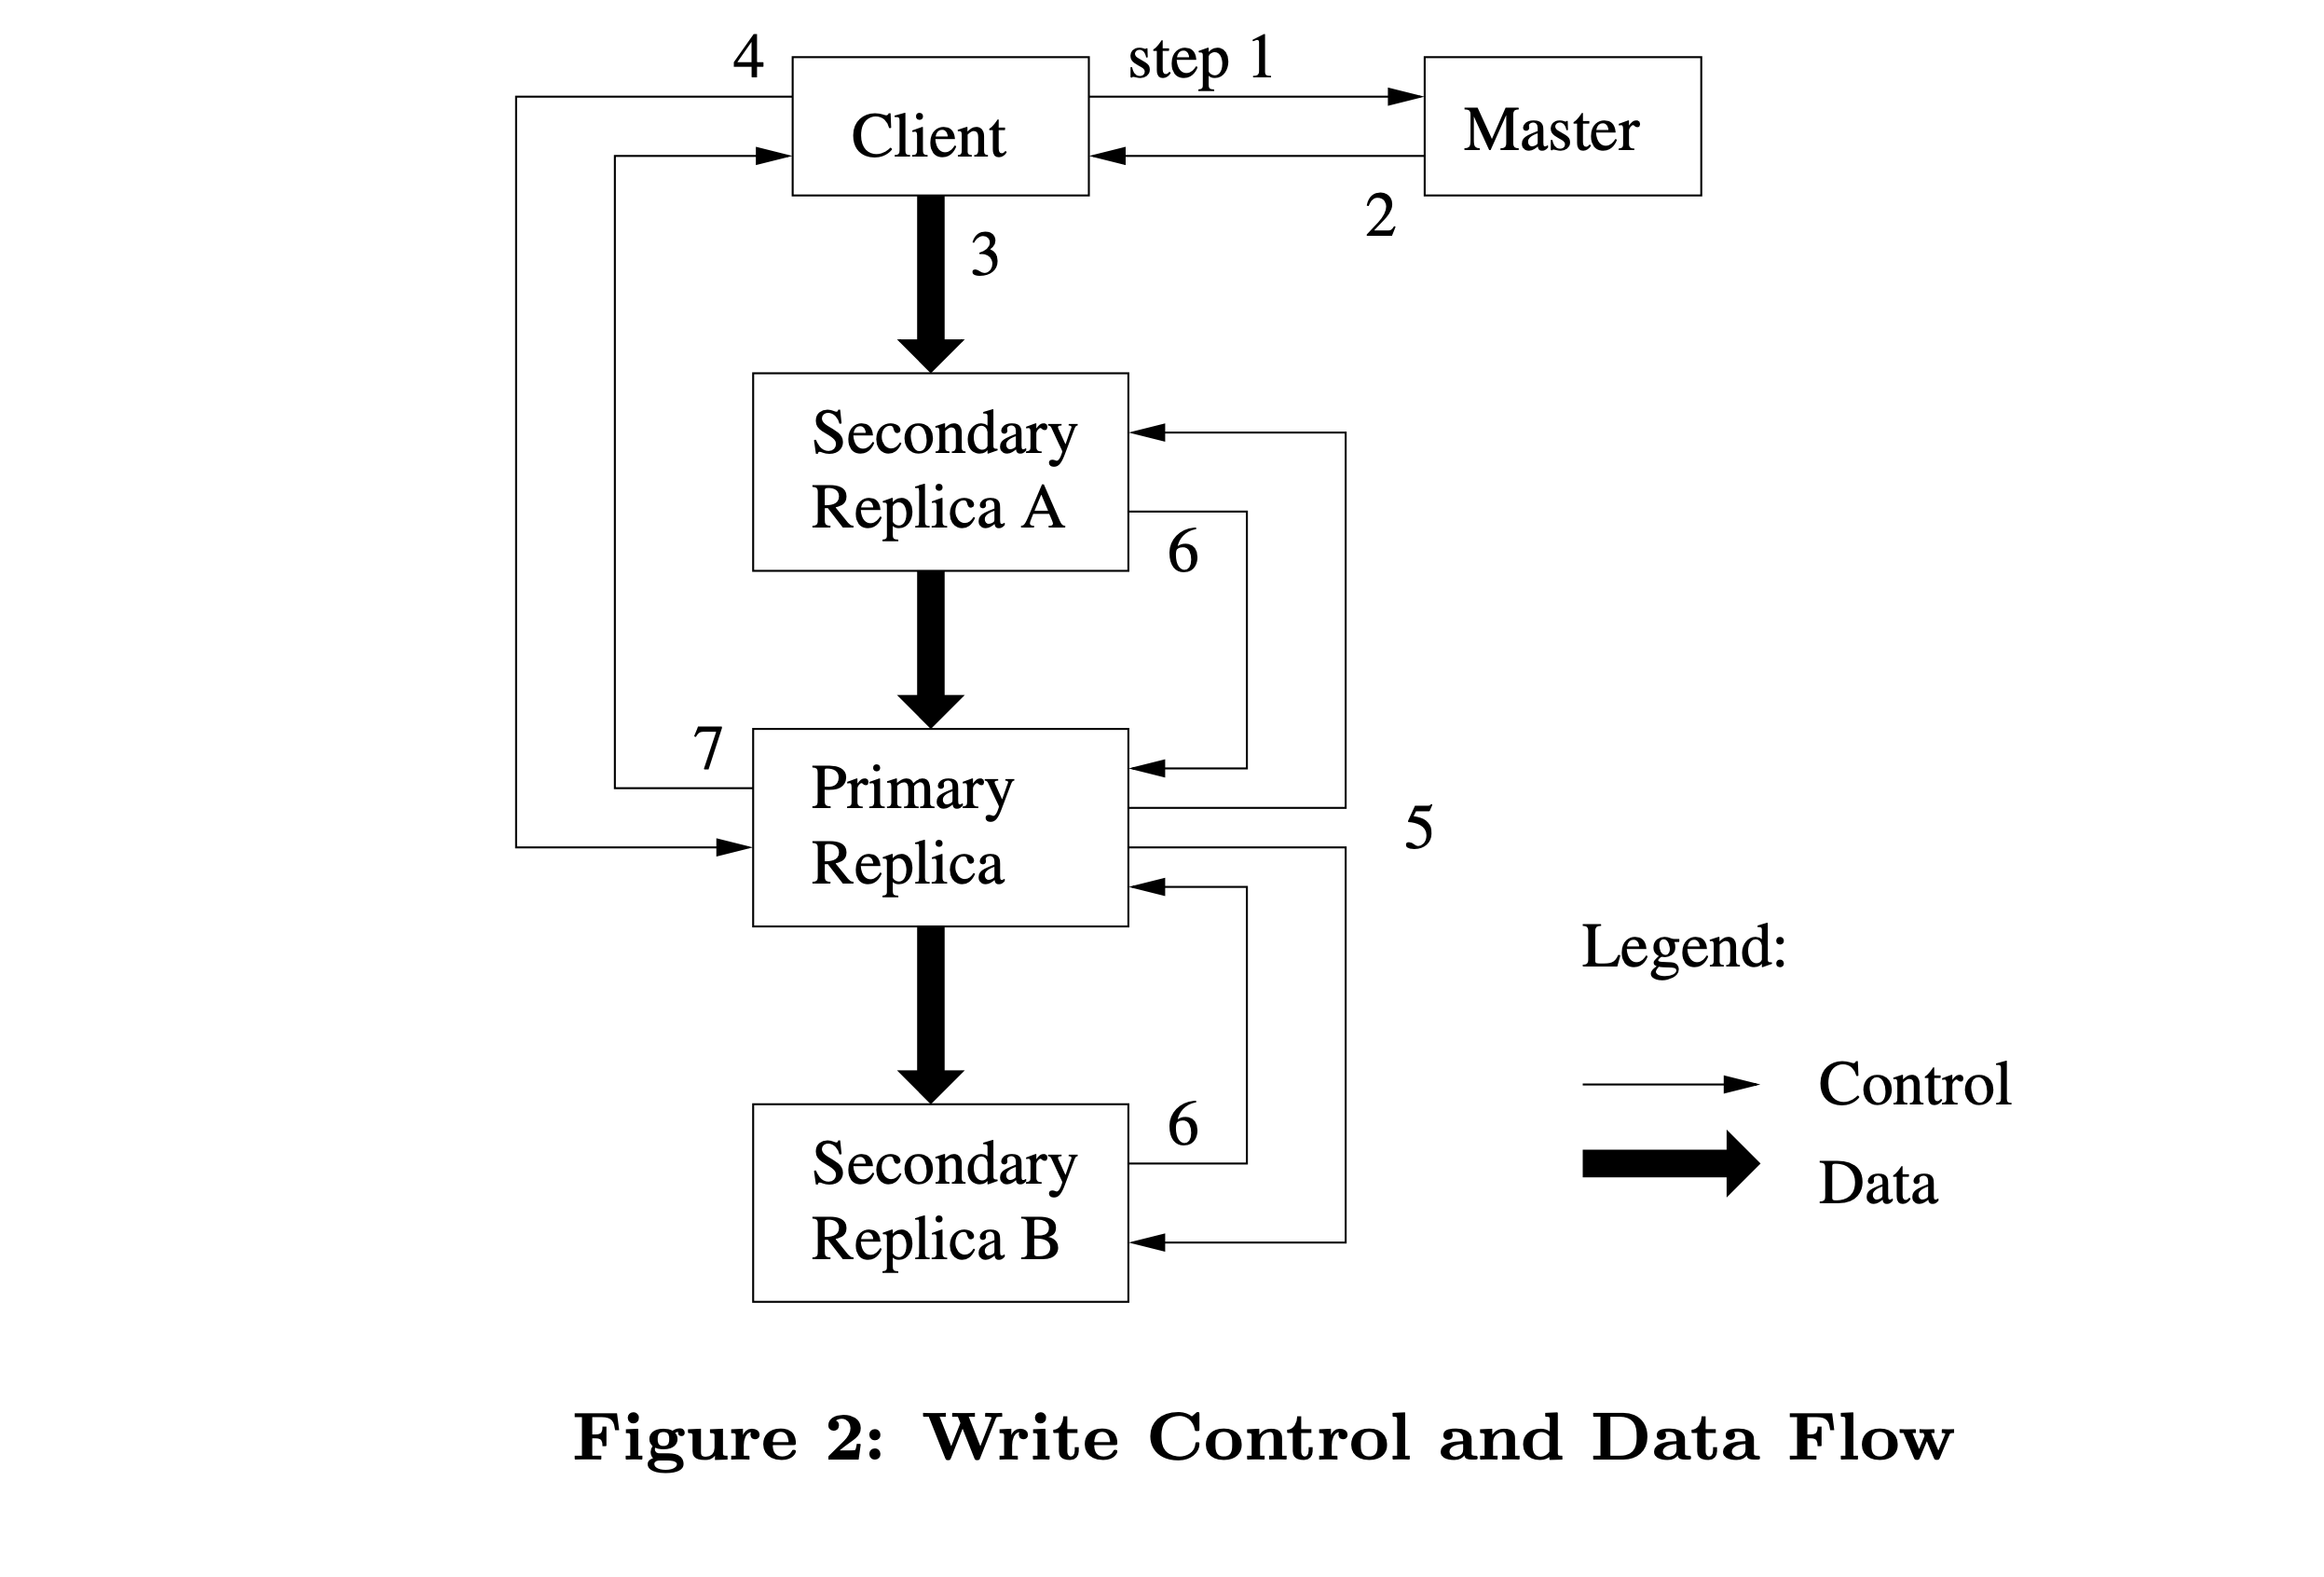 4
step 1
Client
Master
2
3
Secondary
Replica A
6
7
Primary
Replica
5
Legend:
Control
Data
6
Secondary
Replica B
Figure 2: Write Control and Data Flow